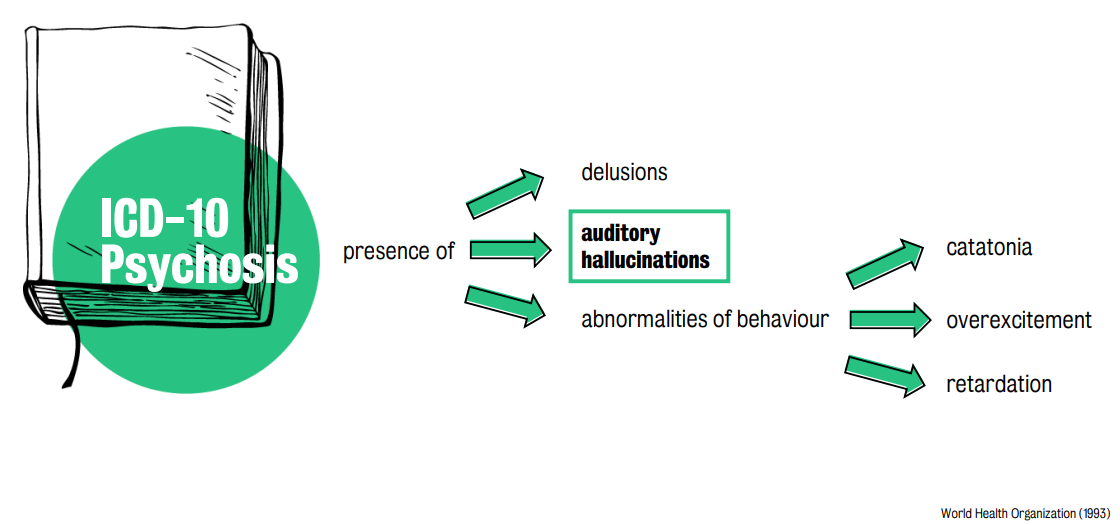 ICD-10
Psychosis
presence of
delusions
auditory
hallucinations
abnormalities of behaviour
catatonia
overexcitement
retardation
World Health Organization (1993)